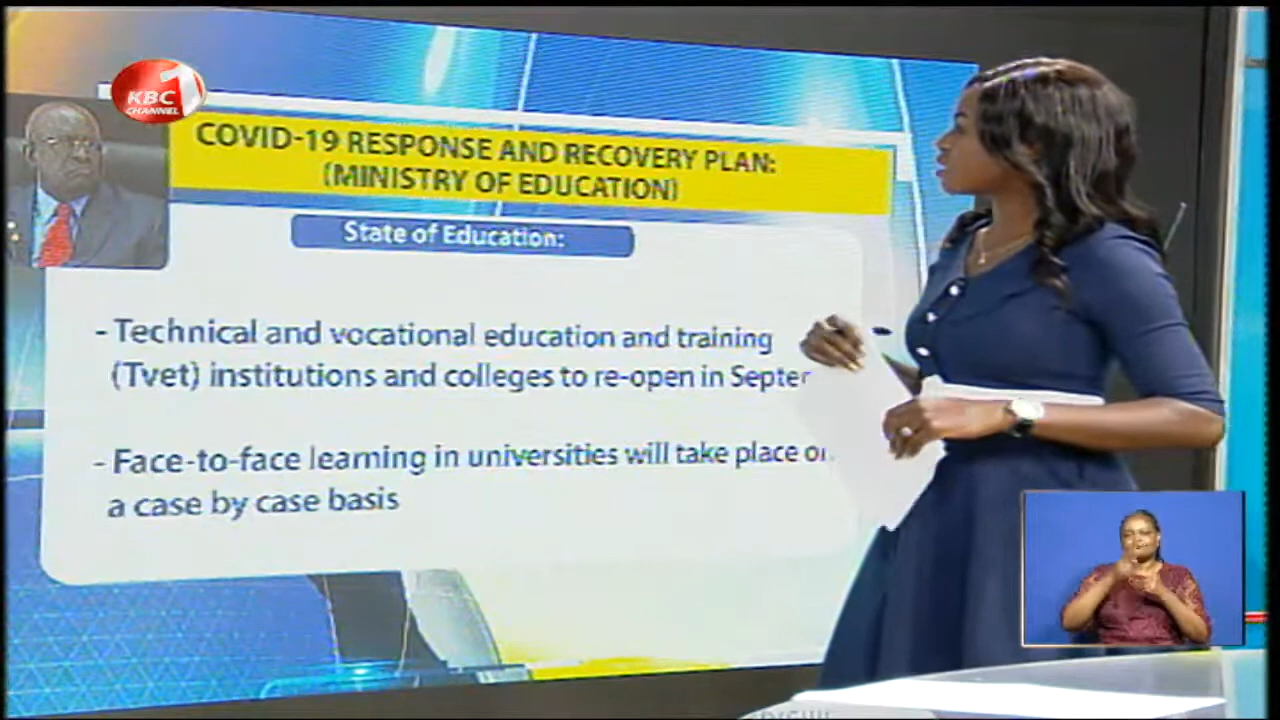 KBC 1
CHANNEL
COVID-19 RESPONSE AND RECOVERY PLAN:
(MINISTRY OF EDUCATION)
State of Education:
- Technical and vocational education and training
(Tvet) institutions and colleges to re-open in
- Face-to-face learning in universities will take place
a case by case basis